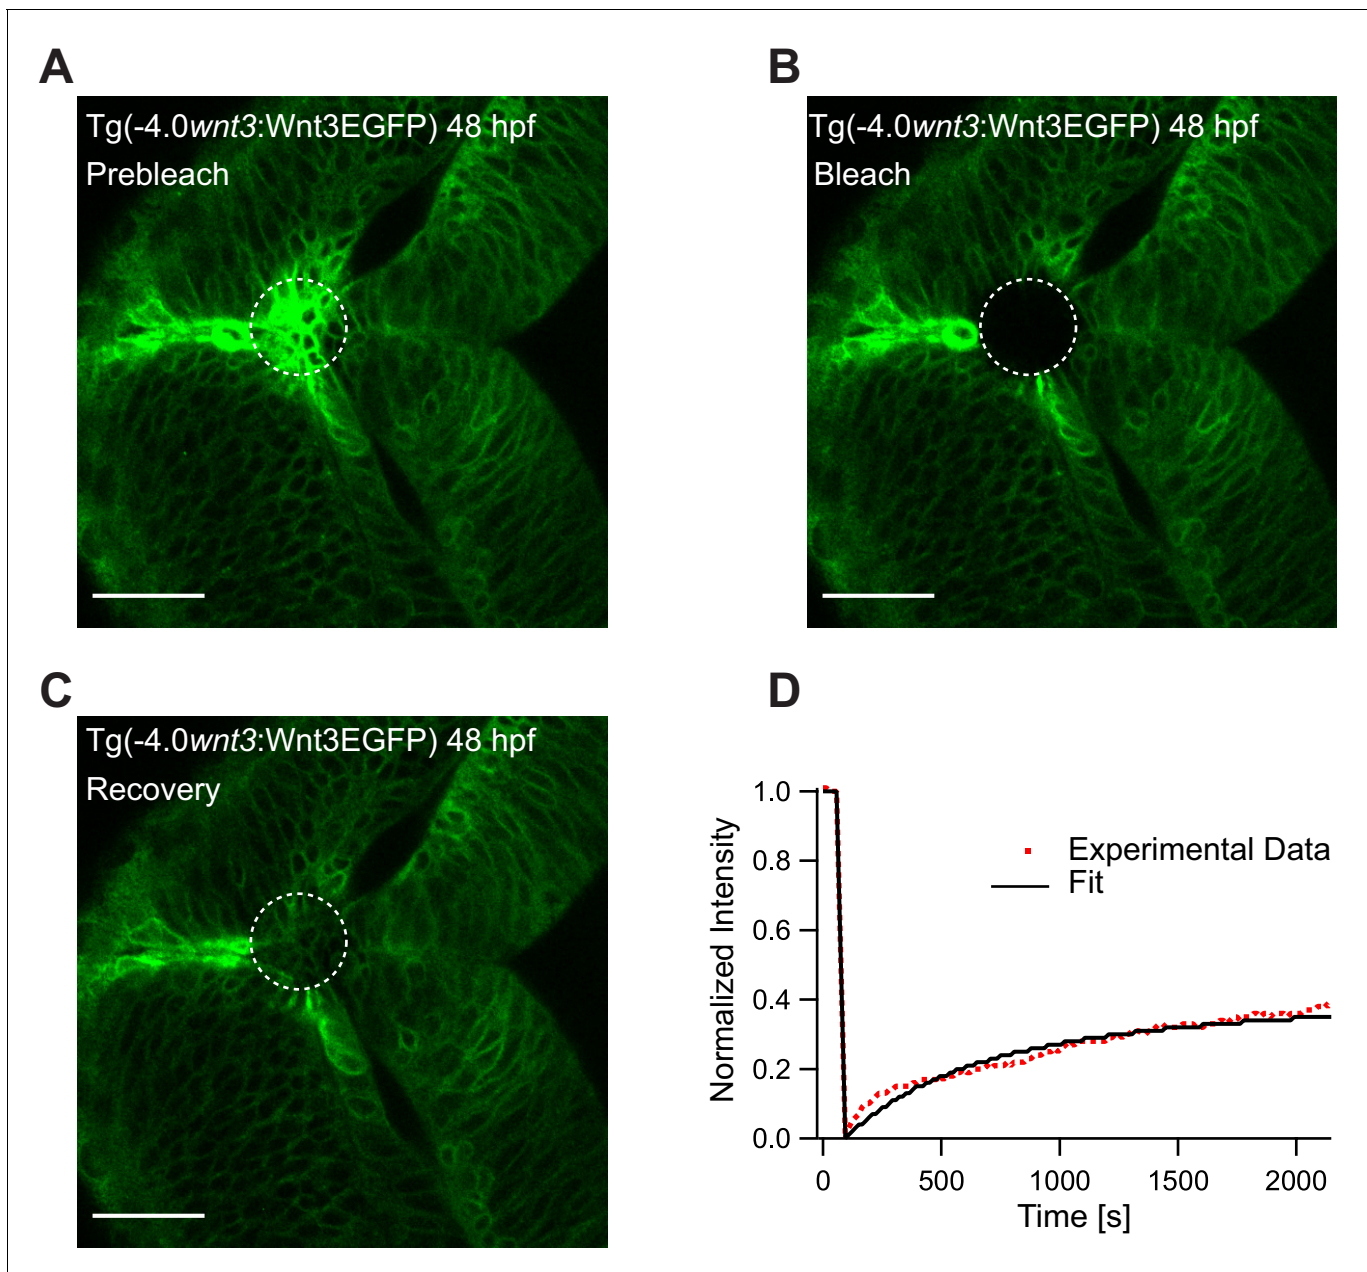 A
Tg(-4.0wnt3:Wnt3EGFP) 48 hpf
Prebleach
B
Tg(-4.0wnt3:Wnt3EGFP) 48 hpf
Bleach
C
Tg(-4.0wnt3:Wnt3EGFP) 48 hpf
Recovery
D
Normalized Intensity
1.0
0.8
0.6
0.4
0.2
0.0
Experimental Data
Fit
0 500 1000 1500 2000
Time [s]